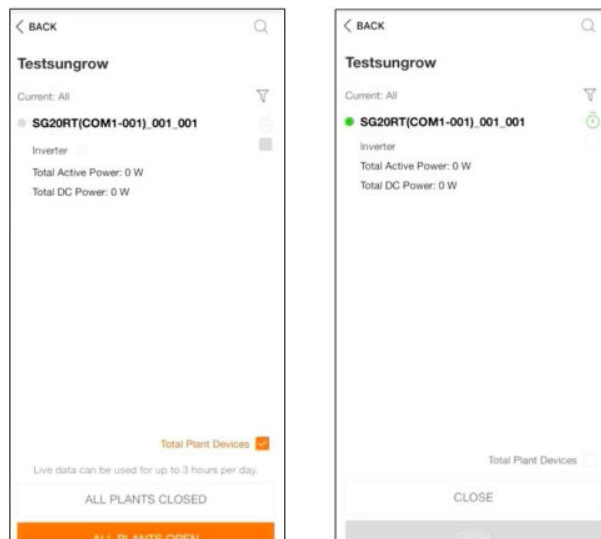 BACK
Testsungrow
Current: All
SG20RT(COM1-001)_001_001
Inverter
Total Active Power: 0 W
Total DC Power: 0 W
Total Plant Devices
Live data can be used for up to 3 hours per day.
ALL PLANTS CLOSED
ALL PLANTS OPEN
BACK
Testsungrow
Current: All
SG20RT(COM1-001)_001_001
Inverter
Total Active Power: 0 W
Total DC Power: 0 W
Total Plant Devices
CLOSE
OPEN